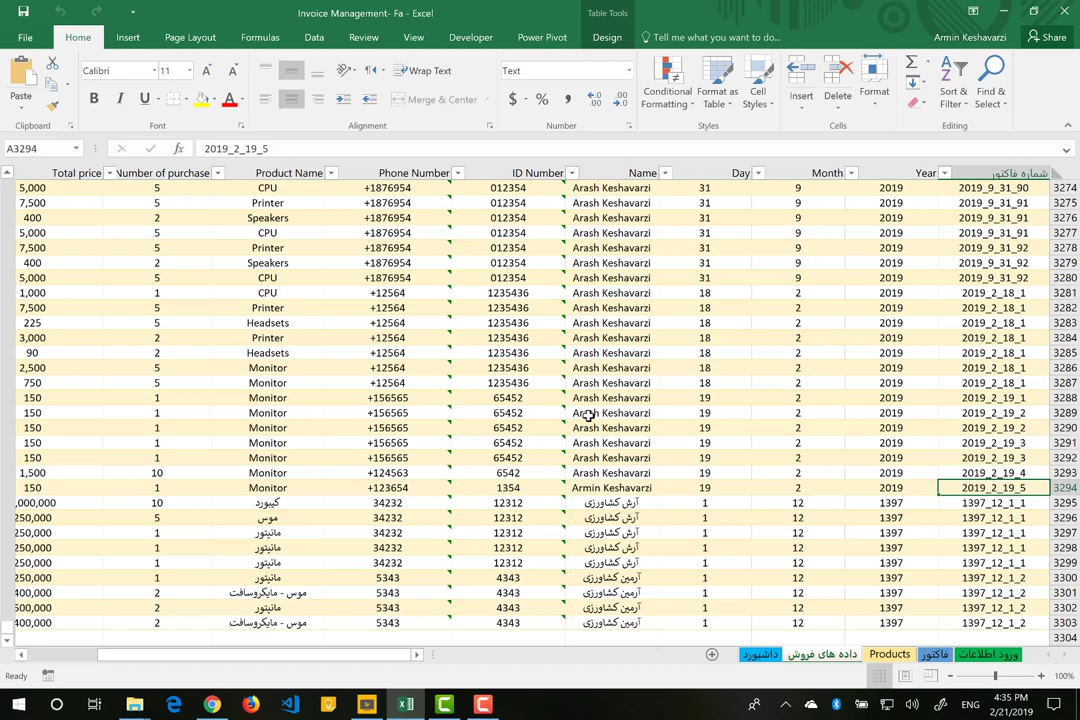 Invoice Management- Fa - Excel
Table Tools
File Home Insert Page Layout Formulas Data Review View Developer Power Pivot Design Tell me what you want to do... Armin Keshavarzi Share
Paste Calibri 11 Wrap Text Text Conditional Formatting Format as Table Cell Styles Insert Delete Format Sort & Filter Find & Select
B I U A Merge & Center $ % , .00
Clipboard Font Alignment Number Styles Cells Editing
A3294 fx 2019_2_19_5
Total price Number of purchase Product Name Phone Number ID Number Name Day Month Year شماره فاکتور
5,000 5 CPU +1876954 012354 Arash Keshavarzi 31 9 2019 2019_9_31_90 3274
7,500 5 Printer +1876954 012354 Arash Keshavarzi 31 9 2019 2019_9_31_91 3275
400 2 Speakers +1876954 012354 Arash Keshavarzi 31 9 2019 2019_9_31_91 3276
5,000 5 CPU +1876954 012354 Arash Keshavarzi 31 9 2019 2019_9_31_91 3277
7,500 5 Printer +1876954 012354 Arash Keshavarzi 31 9 2019 2019_9_31_92 3278
400 2 Speakers +1876954 012354 Arash Keshavarzi 31 9 2019 2019_9_31_92 3279
5,000 5 CPU +1876954 012354 Arash Keshavarzi 31 9 2019 2019_9_31_92 3280
1,000 1 CPU +12564 1235436 Arash Keshavarzi 18 2 2019 2019_2_18_1 3281
7,500 5 Printer +12564 1235436 Arash Keshavarzi 18 2 2019 2019_2_18_1 3282
225 5 Headsets +12564 1235436 Arash Keshavarzi 18 2 2019 2019_2_18_1 3283
3,000 2 Printer +12564 1235436 Arash Keshavarzi 18 2 2019 2019_2_18_1 3284
90 2 Headsets +12564 1235436 Arash Keshavarzi 18 2 2019 2019_2_18_1 3285
2,500 5 Monitor +12564 1235436 Arash Keshavarzi 18 2 2019 2019_2_18_1 3286
750 5 Monitor +12564 1235436 Arash Keshavarzi 18 2 2019 2019_2_18_1 3287
150 1 Monitor +156565 65452 Arash Keshavarzi 19 2 2019 2019_2_19_1 3288
150 1 Monitor +156565 65452 Arash Keshavarzi 19 2 2019 2019_2_19_2 3289
150 1 Monitor +156565 65452 Arash Keshavarzi 19 2 2019 2019_2_19_2 3290
150 1 Monitor +156565 65452 Arash Keshavarzi 19 2 2019 2019_2_19_3 3291
150 1 Monitor +156565 65452 Arash Keshavarzi 19 2 2019 2019_2_19_3 3292
1,500 10 Monitor +124563 6542 Arash Keshavarzi 19 2 2019 2019_2_19_4 3293
150 1 Monitor +123654 1354 Armin Keshavarzi 19 2 2019 2019_2_19_5 3294
,000,000 10 کیبورد 34232 12312 آرش کشاورزی 1 12 1397 1397_12_1_1 3295
250,000 5 موس 34232 12312 آرش کشاورزی 1 12 1397 1397_12_1_1 3296
250,000 1 مانیتور 34232 12312 آرش کشاورزی 1 12 1397 1397_12_1_1 3297
250,000 1 مانیتور 34232 12312 آرش کشاورزی 1 12 1397 1397_12_1_1 3298
250,000 1 مانیتور 34232 12312 آرش کشاورزی 1 12 1397 1397_12_1_1 3299
250,000 1 مانیتور 5343 4343 آرمین کشاورزی 1 12 1397 1397_12_1_2 3300
400,000 2 موس - مایکروسافت 5343 4343 آرمین کشاورزی 1 12 1397 1397_12_1_2 3301
500,000 2 مانیتور 5343 4343 آرمین کشاورزی 1 12 1397 1397_12_1_2 3302
400,000 2 موس - مایکروسافت 5343 4343 آرمین کشاورزی 1 12 1397 1397_12_1_2 3303
3304
داشبورد داده های فروش Products فاکتور ورود اطلاعات
Ready 100%
ENG 4:35 PM
2/21/2019